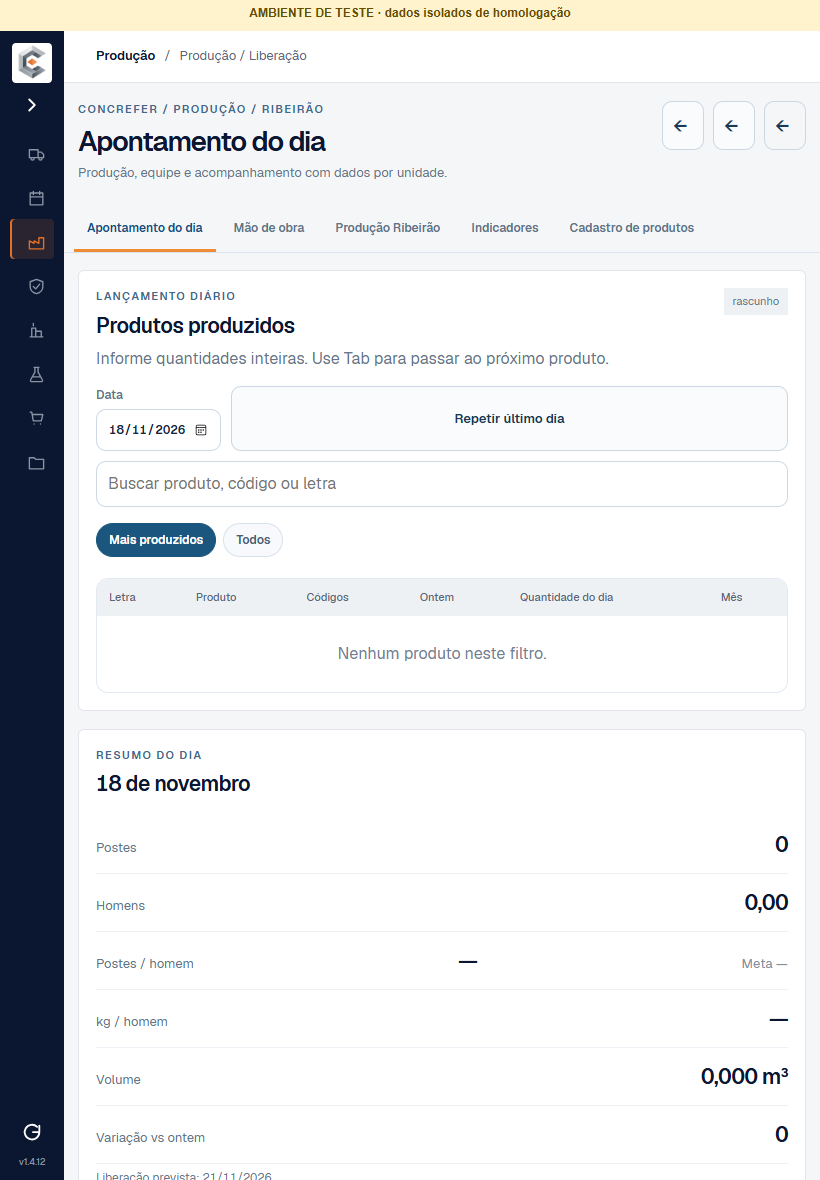 AMBIENTE DE TESTE · dados isolados de homologação
Produção / Produção / Liberação
CONCREFER / PRODUÇÃO / RIBEIRÃO
Apontamento do dia
Produção, equipe e acompanhamento com dados por unidade.
Apontamento do dia Mão de obra Produção Ribeirão Indicadores Cadastro de produtos
LANÇAMENTO DIÁRIO
rascunho
Produtos produzidos
Informe quantidades inteiras. Use Tab para passar ao próximo produto.
Data
18/11/2026
Repetir último dia
Buscar produto, código ou letra
Mais produzidos Todos
Letra Produto Códigos Ontem Quantidade do dia Mês
Nenhum produto neste filtro.
RESUMO DO DIA
18 de novembro
Postes 0
Homens 0,00
Postes / homem — Meta —
kg / homem —
Volume 0,000 m³
Variação vs ontem 0
Liberação prevista: 21/11/2026
v1.4.12